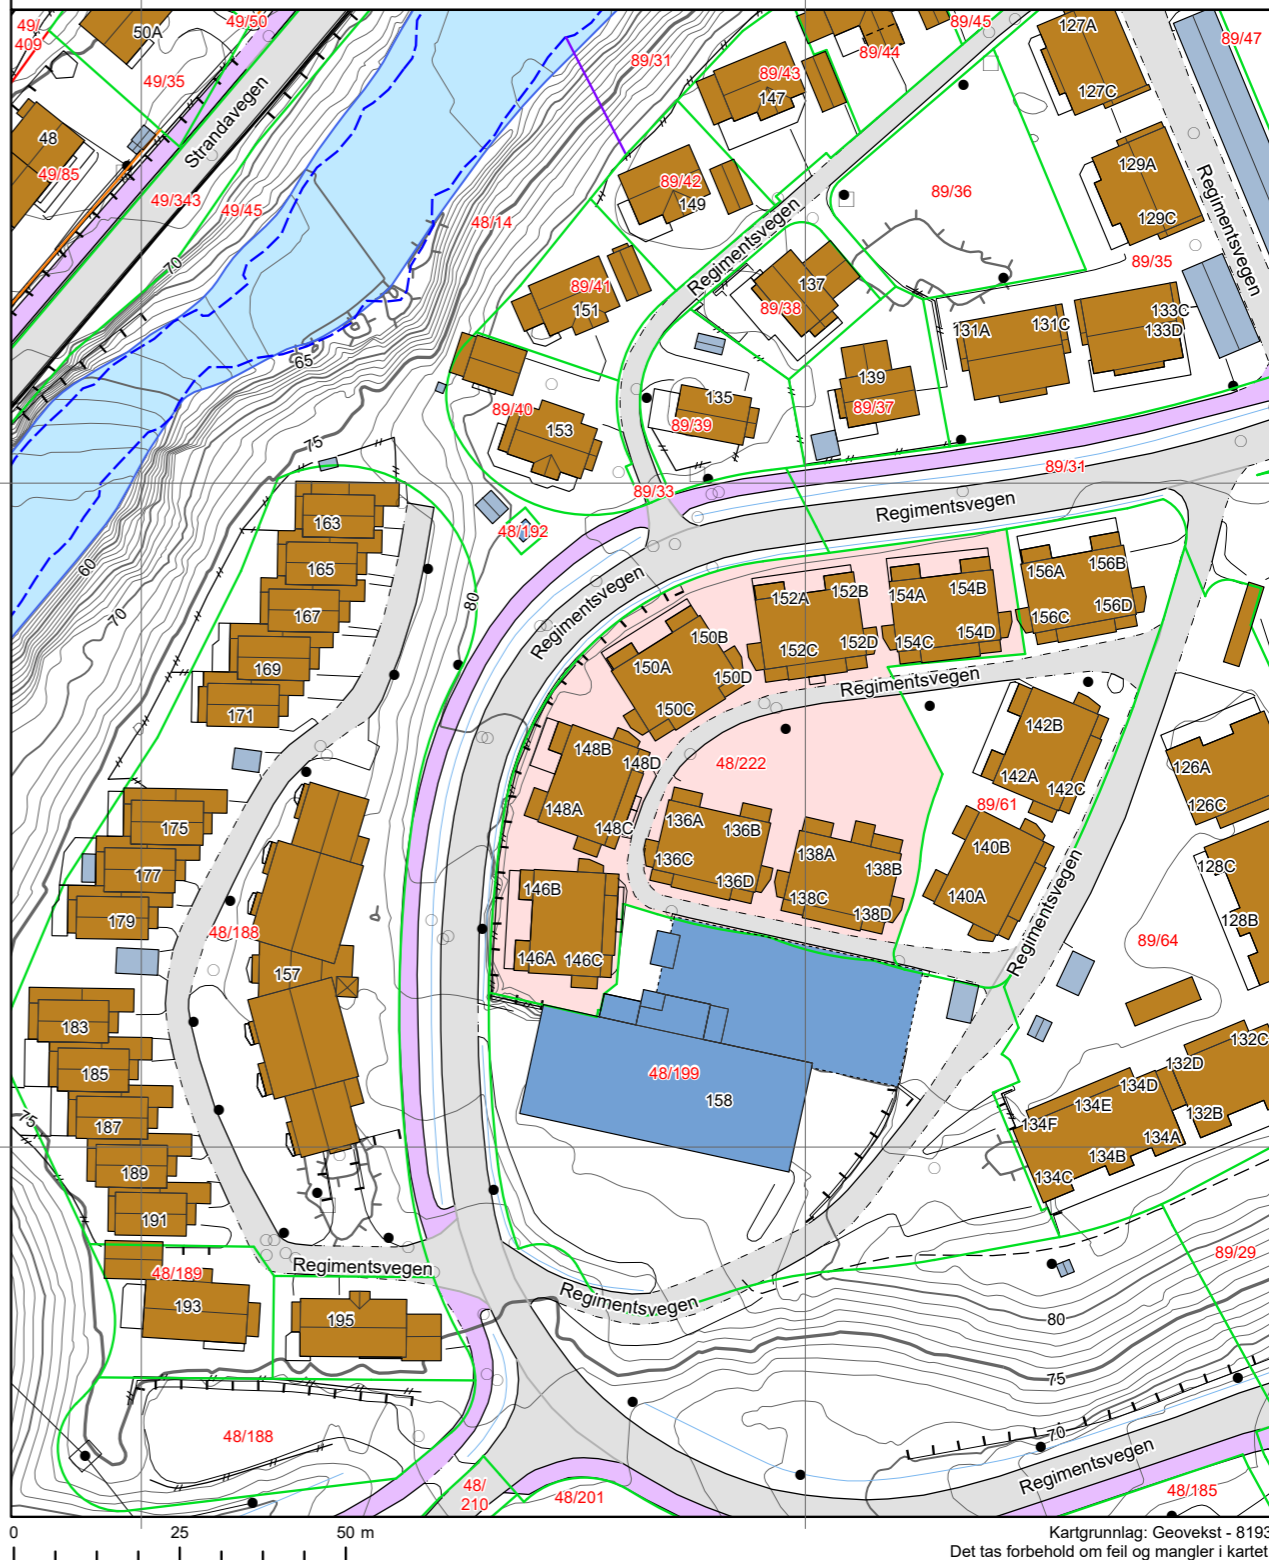 49/
409
50A
49/50
49/35
48
49/85
Strandavegen
49/343
49/45
70
48/14
89/31
89/43
147
89/44
89/45
127A
127C
89/47
129A
129C
89/35
Regimentsvegen
89/42
149
89/36
Regimentsvegen
89/41
151
137
89/38
131A
131C
133C
133D
65
139
89/37
135
89/39
89/40
153
75
89/33
89/31
Regimentsvegen
48/192
163
165
167
169
171
60
70
80
Regimentsvegen
152A
152B
152C
152D
154A
154B
154C
154D
156A
156B
156C
156D
150B
150A
150D
150C
Regimentsvegen
148B
148D
148A
148C
48/222
142B
142A
142C
126A
126C
89/61
136A
136B
136C
136D
138A
138B
138C
138D
140B
140A
128C
128B
175
177
179
146B
146A
146C
48/188
157
Regimentsvegen
89/64
183
185
187
189
191
75
48/199
158
132C
132D
132B
134D
134E
134F
134A
134B
134C
Regimentsvegen
Regimentsvegen
48/189
193
195
89/29
80
75
70
48/188
48/
210
48/201
Regimentsvegen
48/185
0 25 50 m
Kartgrunnlag: Geovekst - 8193
Det tas forbehold om feil og mangler i kartet